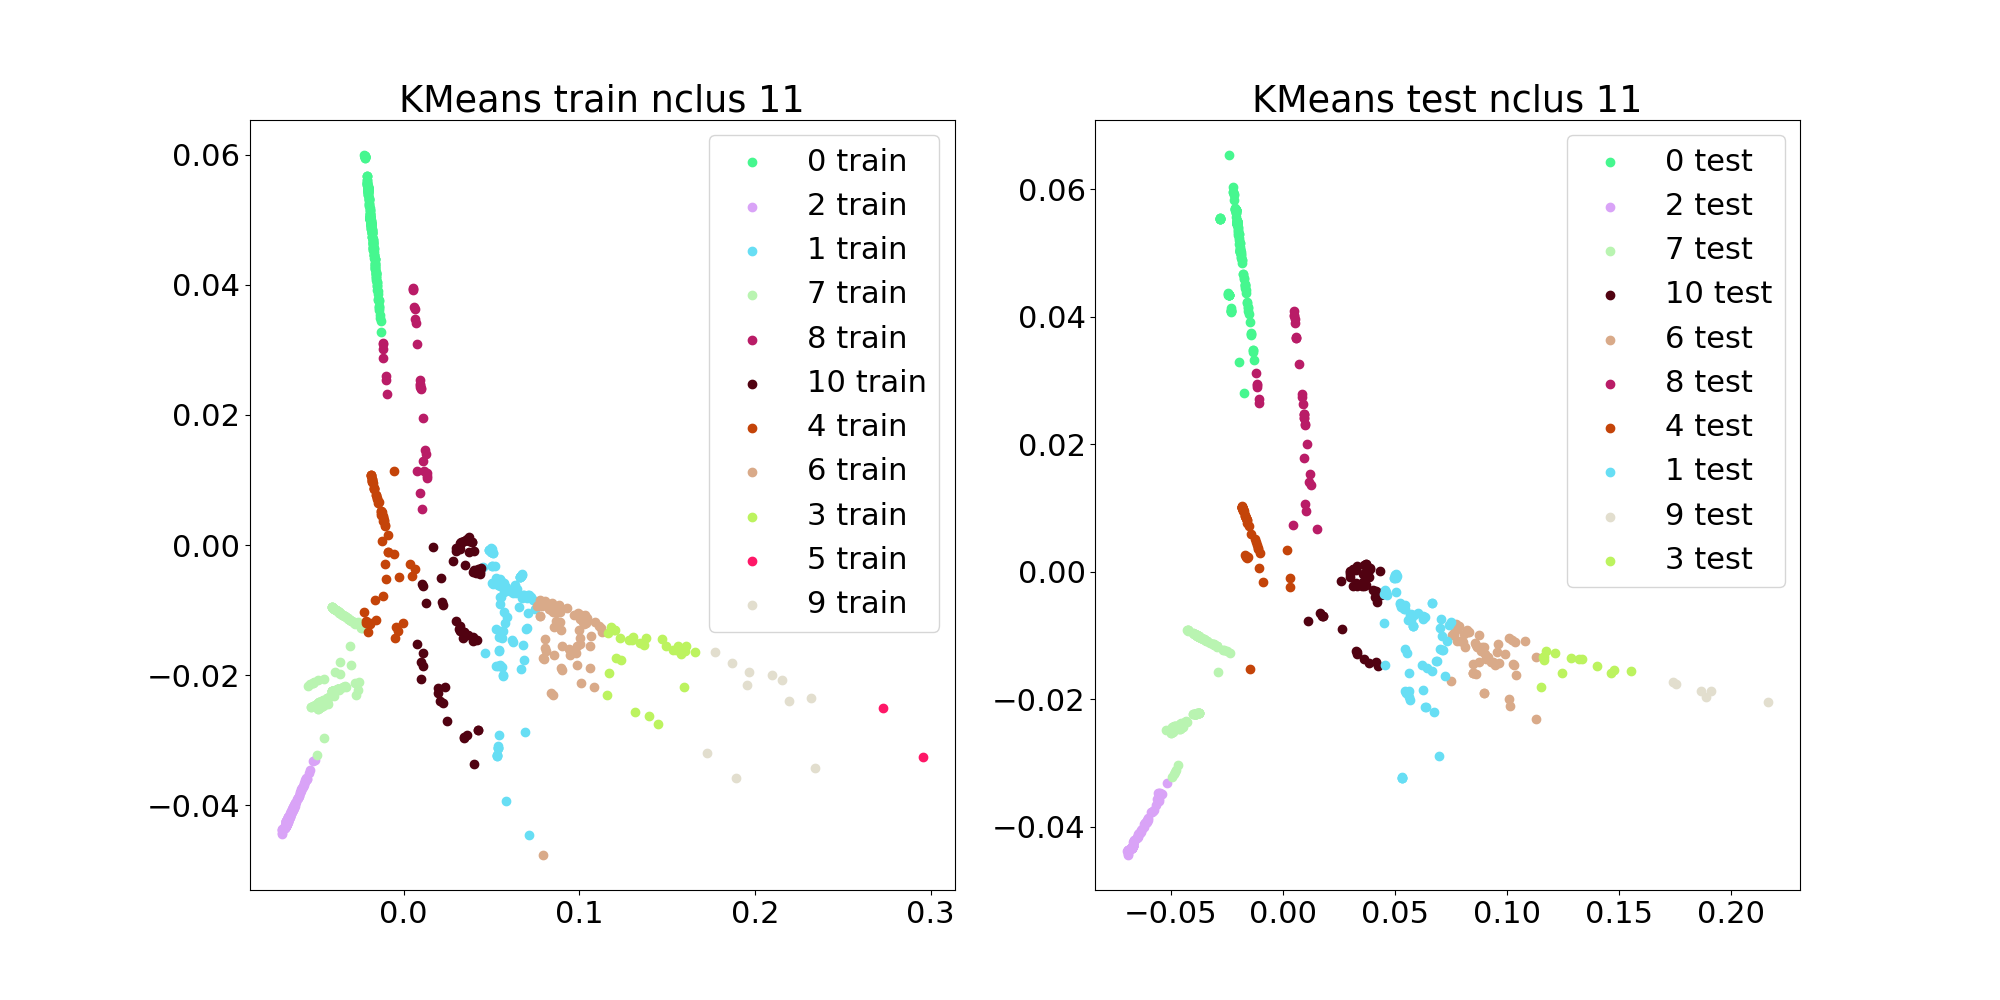 KMeans train nclus 11
0.06
0.04
0.02
0.00
−0.02
−0.04
0.0
0.1
0.2
0.3
0 train
2 train
1 train
7 train
8 train
10 train
4 train
6 train
3 train
5 train
9 train
KMeans test nclus 11
0.06
0.04
0.02
0.00
−0.02
−0.04
−0.05
0.00
0.05
0.10
0.15
0.20
0 test
2 test
7 test
10 test
6 test
8 test
4 test
1 test
9 test
3 test